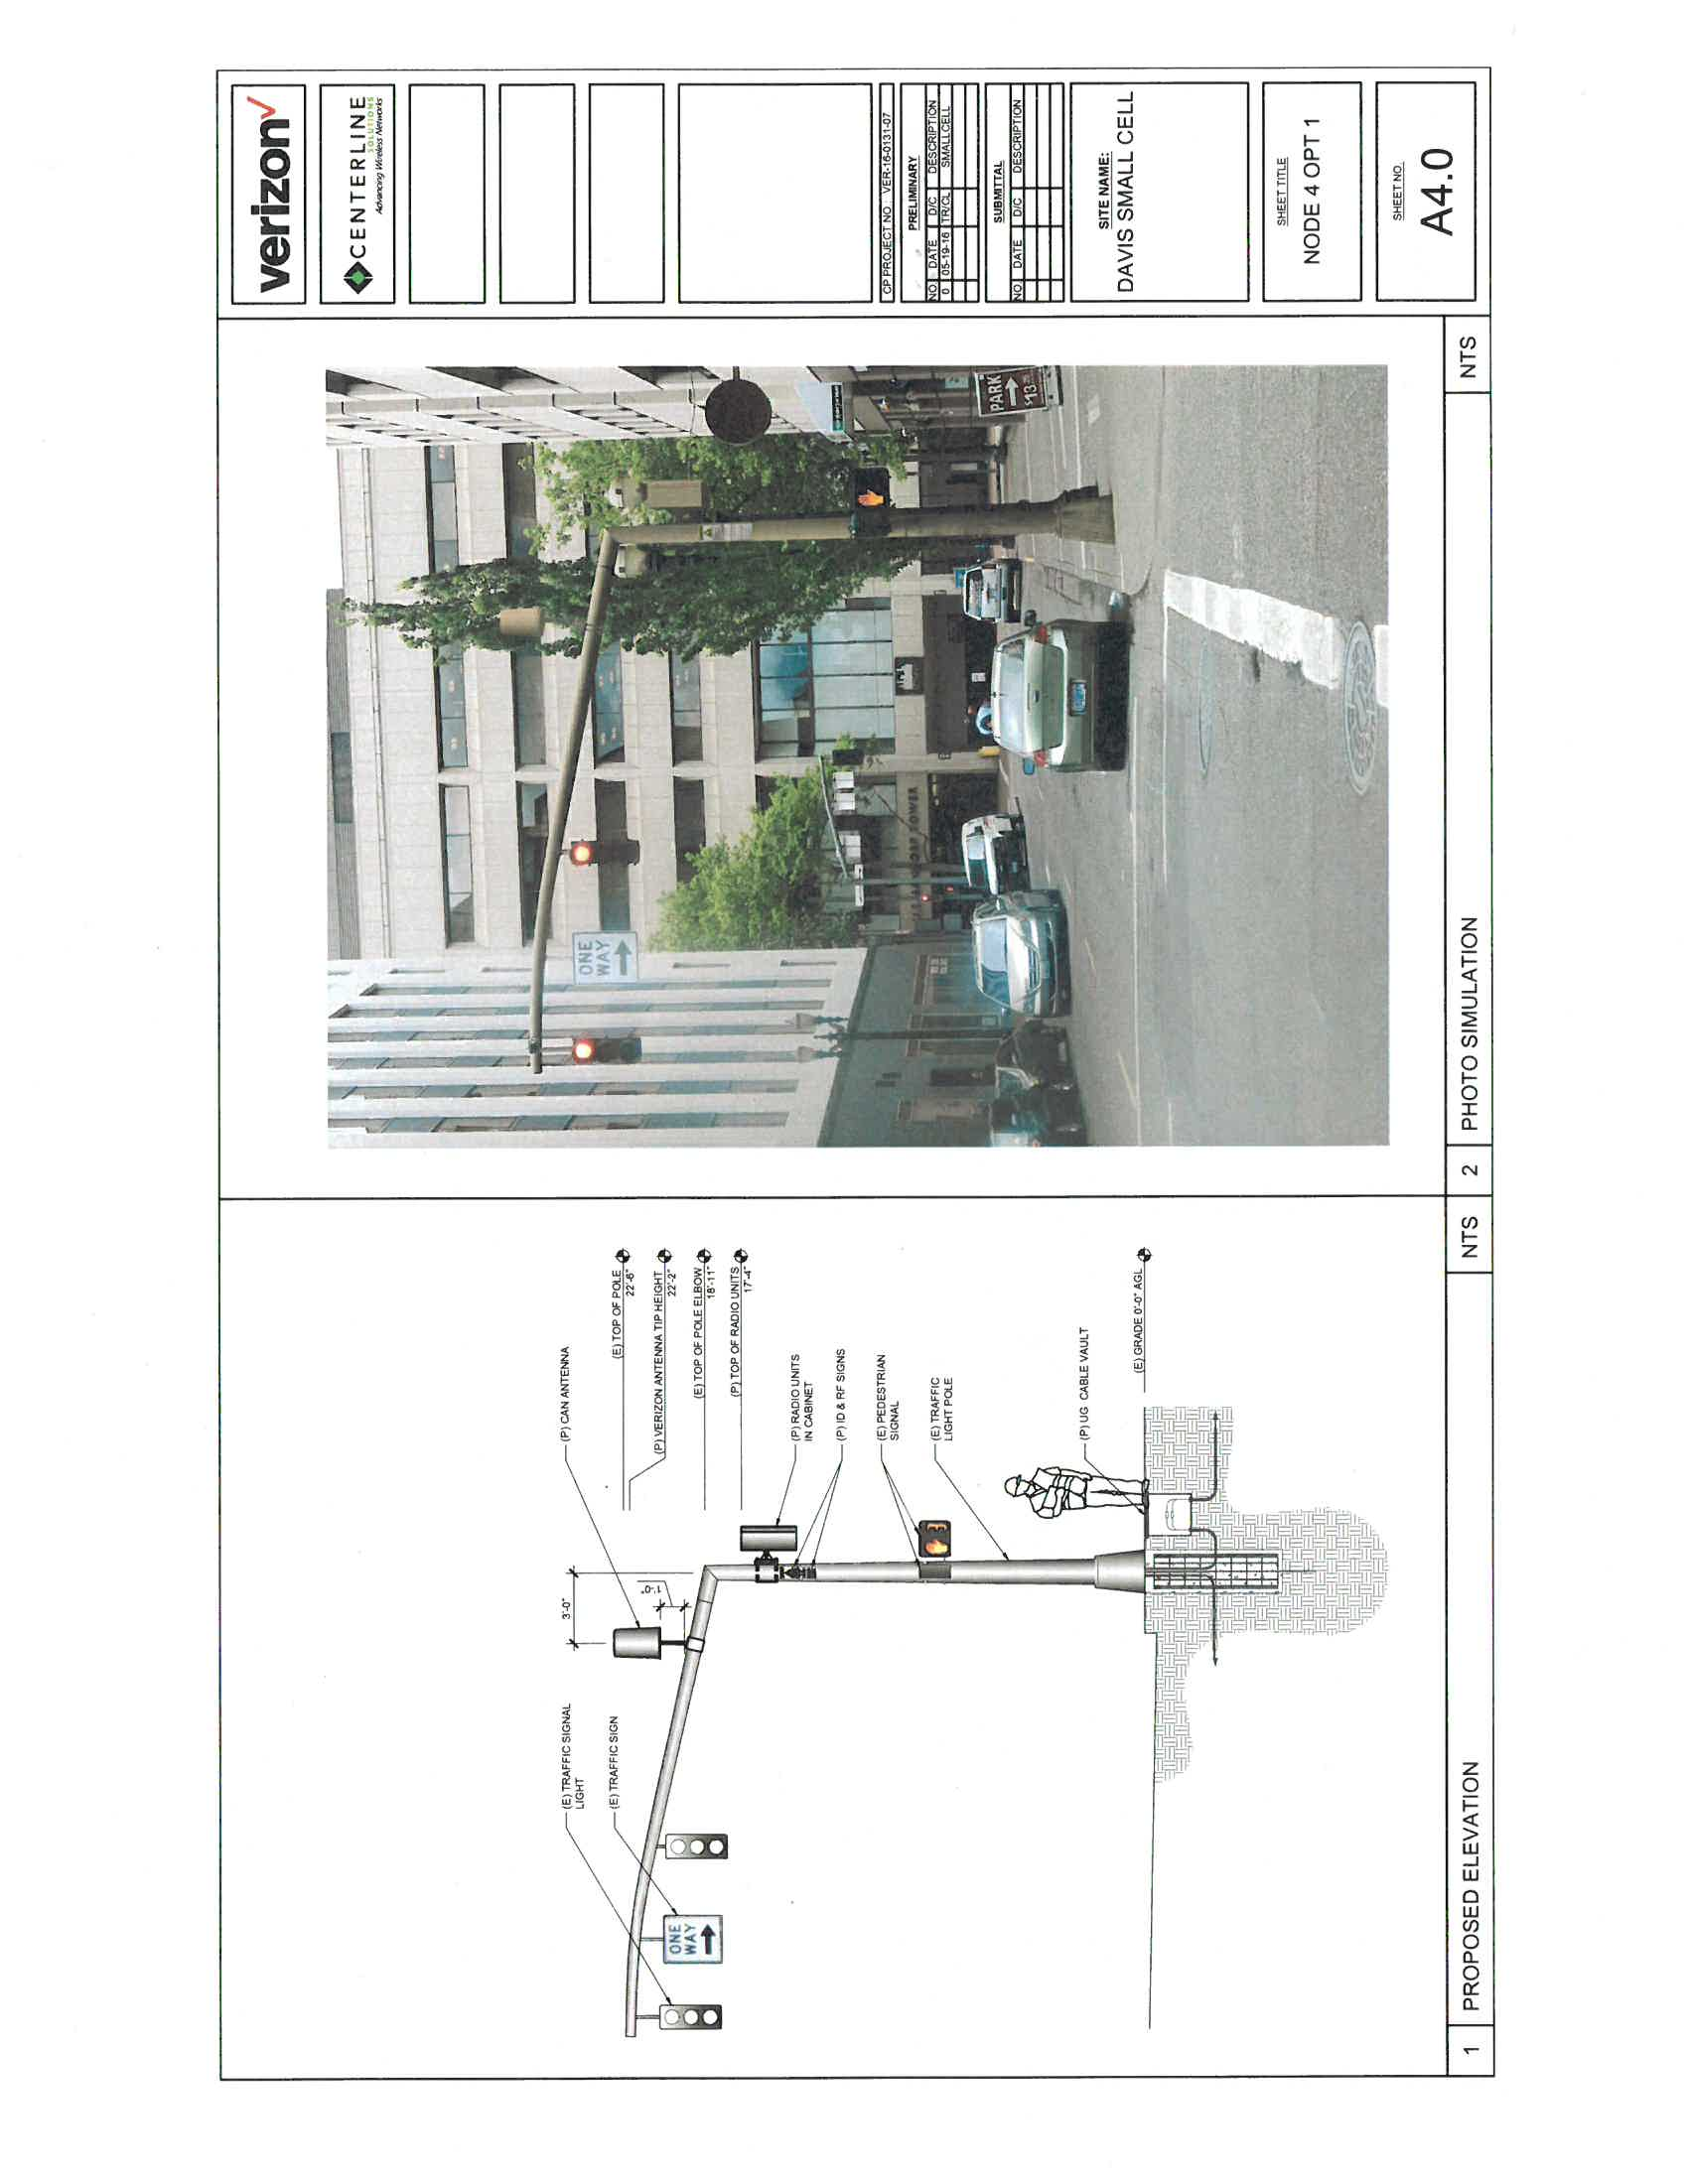 (P) CAN ANTENNA
(E) TOP OF POLE
22'-6"
(P) VERIZON ANTENNA TIP HEIGHT
22'-2"
(E) TOP OF POLE ELBOW
18'-11"
(P) TOP OF RADIO UNITS
17'-4"
3'-0"
1'-0"
(E) TRAFFIC SIGNAL
LIGHT
(E) TRAFFIC SIGN
ONE
WAY
(P) RADIO UNITS
IN CABINET
(P) ID & RF SIGNS
(E) PEDESTRIAN
SIGNAL
(E) TRAFFIC
LIGHT POLE
(P) UG CABLE VAULT
(E) GRADE 0'-0" AGL
1
PROPOSED ELEVATION
NTS
ONE
WAY
PARK
$13
2
PHOTO SIMULATION
NTS
verizon
CENTERLINE
SOLUTIONS
Advancing Wireless Networks
CP PROJECT NO: VER-16-0131-07
PRELIMINARY
NO. DATE D/C DESCRIPTION
0 05-19-16 TR/CL SMALLCELL
SUBMITTAL
NO. DATE D/C DESCRIPTION
SITE NAME:
DAVIS SMALL CELL
SHEET TITLE
NODE 4 OPT 1
SHEET NO.
A4.0